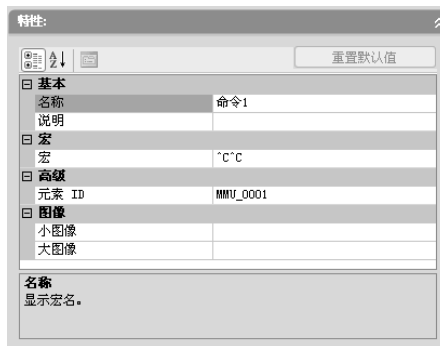 特性:
重置默认值
基本
名称 命令1
说明
宏
宏 ^C^C
高级
元素 ID MMU_0001
图像
小图像
大图像
名称
显示宏名。